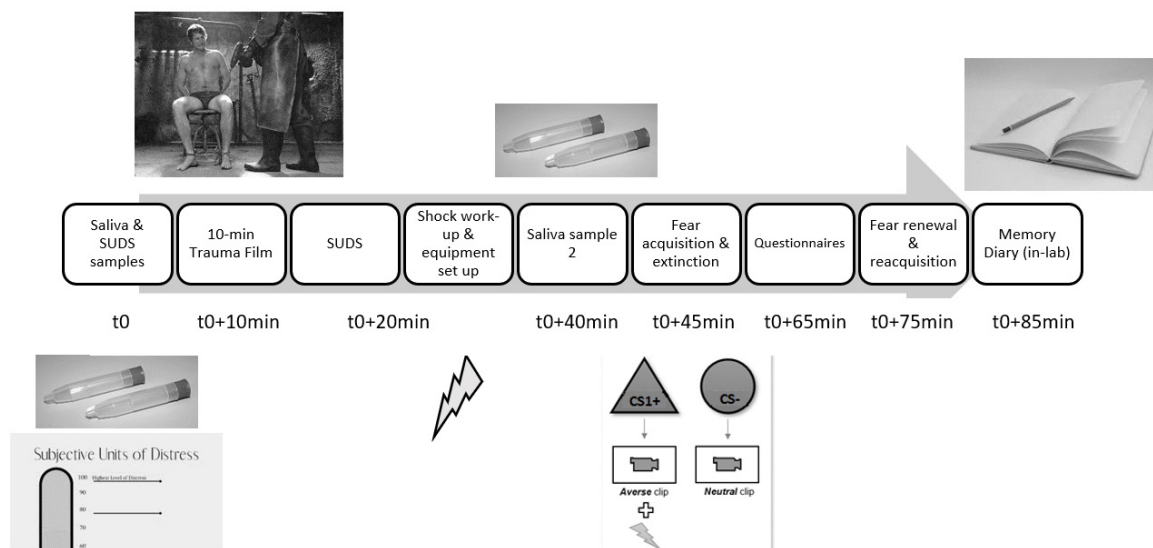 Saliva &
SUDS
samples
10-min
Trauma Film
SUDS
Shock work-
up &
equipment
set up
Saliva sample
2
Fear
acquisition &
extinction
Questionnaires
Fear renewal
&
reacquisition
Memory
Diary (in-lab)
t0
t0+10min
t0+20min
t0+40min
t0+45min
t0+65min
t0+75min
t0+85min
CS1+
CS-
Averse clip
Neutral clip
Subjective Units of Distress
100 Highest Level of Distress
90
80
70
60